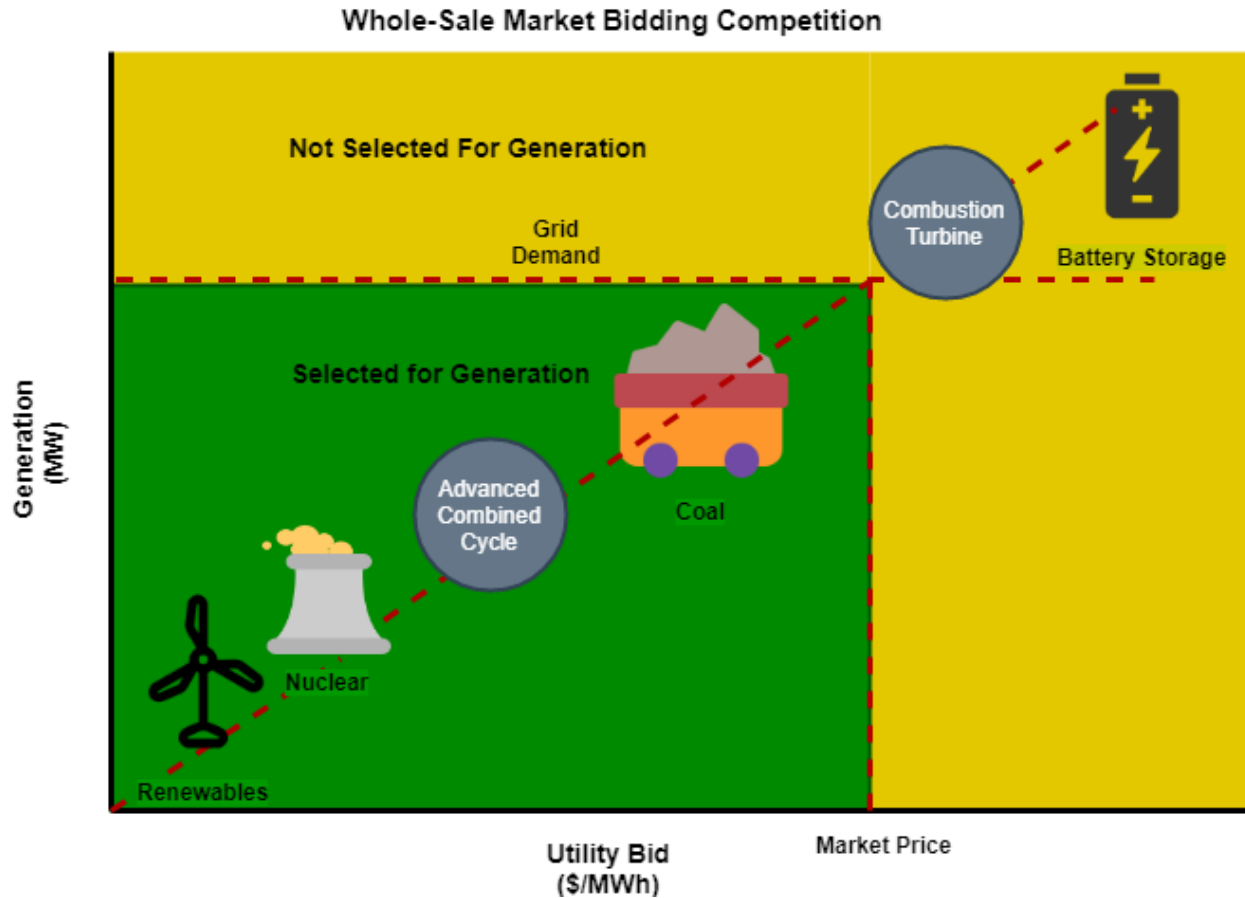 Whole-Sale Market Bidding Competition
Not Selected For Generation
Grid
Demand
Combustion
Turbine
Battery Storage
Selected for Generation
Generation
(MW)
Advanced
Combined
Cycle
Coal
Nuclear
Renewables
Market Price
Utility Bid
($/MWh)